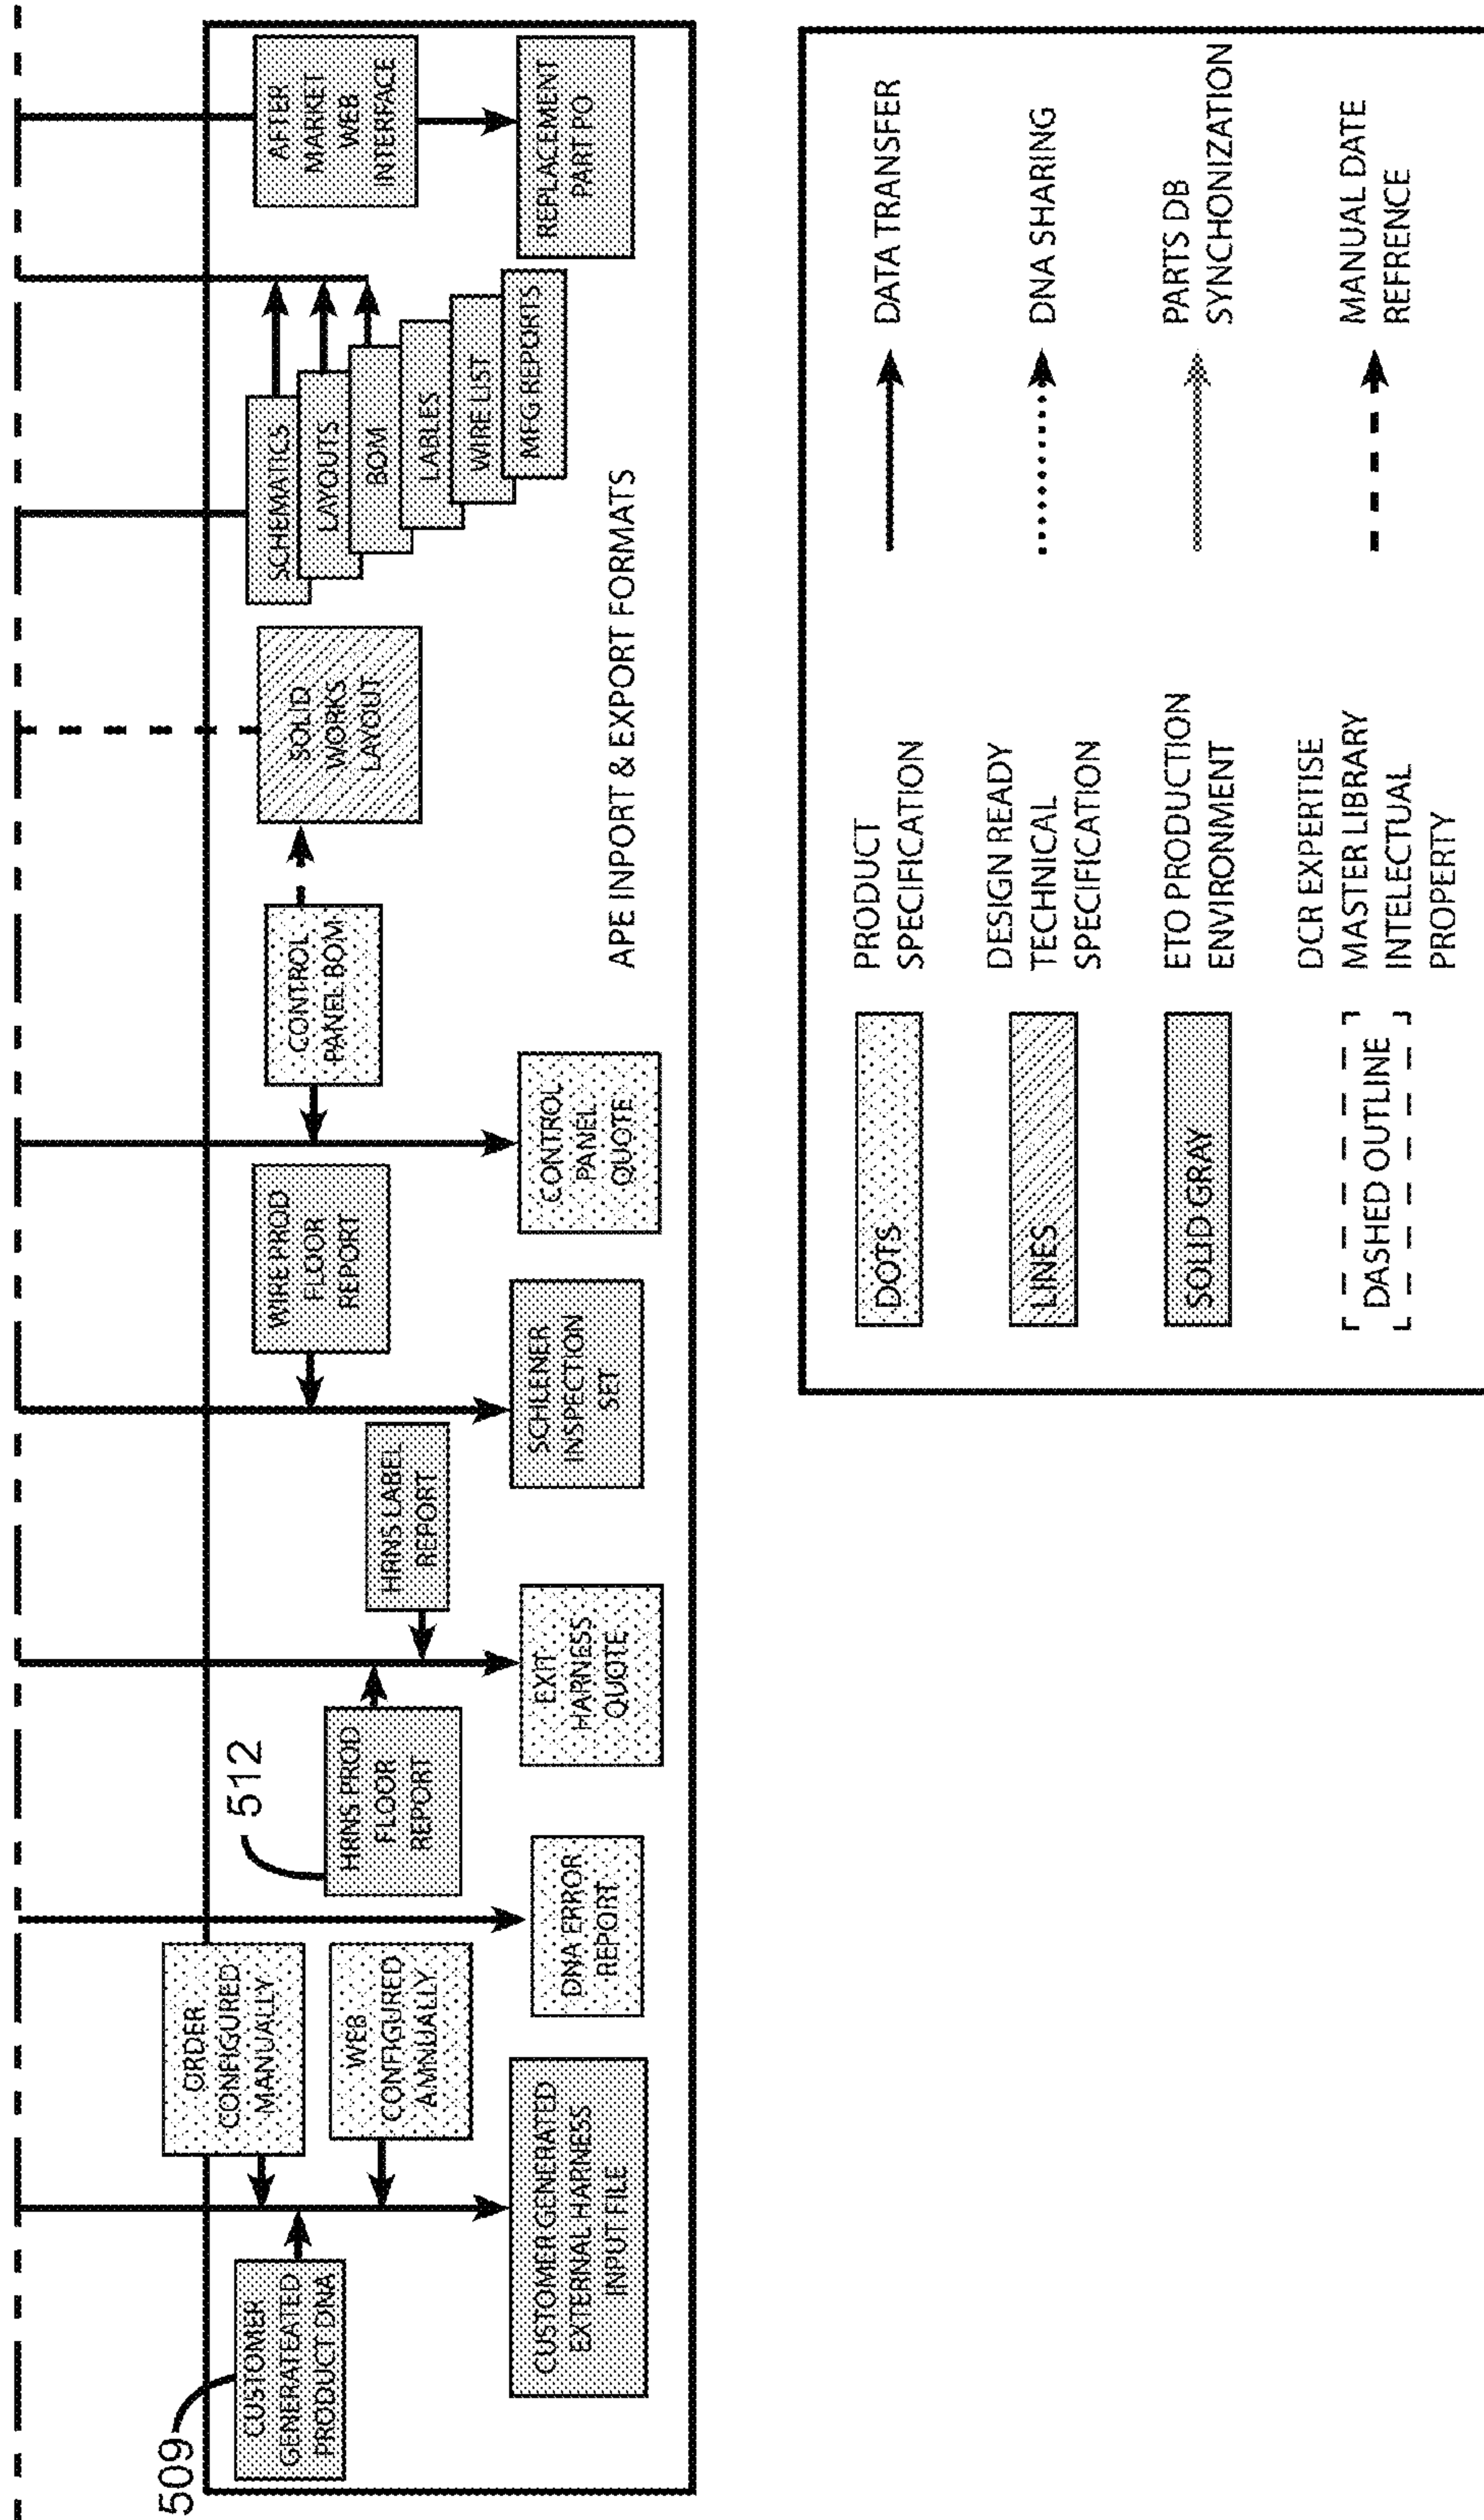 509
CUSTOMER
GENERATEATED
PRODUCT DNA
ORDER
CONFIGURED
MANUALLY
WEB
CONFIGURED
AMNUALLY
CUSTOMER GENERATED
EXTERNAL HARNESS
INPUT FILE
DNA ERROR
REPORT
512
HRNS PROD
FLOOR
REPORT
HRNS LABEL
REPORT
EXIT
HARNESS
QUOTE
WIRE PROD
FLOOR
REPORT
SCHLENER
INSPECTION
SET
CONTROL
PANEL BOM
CONTROL
PANEL
QUOTE
SOLID
WORKS
LAYOUT
SCHEMATICS
LAYOUTS
BOM
LABLES
WIRE LIST
MFG REPORTS
AFTER
MARKET
WEB
INTERFACE
REPLACEMENT
PART PO
APE INPORT & EXPORT FORMATS
DOTS
PRODUCT
SPECIFICATION
DATA TRANSFER
LINES
DESIGN READY
TECHNICAL
SPECIFICATION
DNA SHARING
SOLID GRAY
ETO PRODUCTION
ENVIRONMENT
PARTS DB
SYNCHONIZATION
DASHED OUTLINE
DCR EXPERTISE
MASTER LIBRARY
INTELECTUAL
PROPERTY
MANUAL DATE
REFRENCE